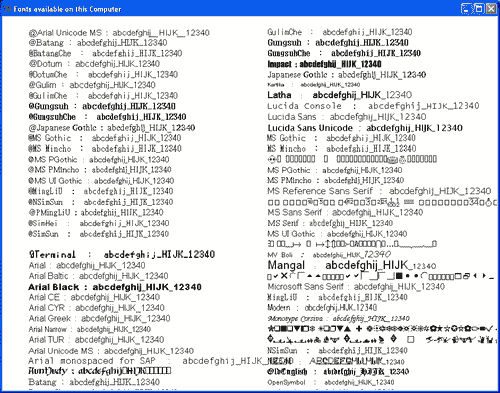 Fonts available on this Computer
@Arial Unicode MS : abcdefghij_HIJK_12340
@Batang : abcdefghij_HIJK_12340
@BatangChe : abcdefghij_HIJK_12340
@Dotum : abcdefghij_HIJK_12340
@DotumChe : abcdefghij_HIJK_12340
@Gulim : abcdefghij_HIJK_12340
@GulimChe : abcdefghij_HIJK_12340
@Gungsuh : abcdefghij_HIJK_12340
@GungsuhChe : abcdefghij_HIJK_12340
@Japanese Gothic : abcdefghij_HIJK_12340
@MS Gothic : abcdefghij_HIJK_12340
@MS Mincho : abcdefghij_HIJK_12340
@MS PGothic : abcdefghij_HIJK_12340
@MS PMincho : abcdefghij_HIJK_12340
@MS UI Gothic : abcdefghij_HIJK_12340
@MingLiU : abcdefghij_HIJK_12340
@NSimSun : abcdefghij_HIJK_12340
@PMingLiU : abcdefghij_HIJK_12340
@SimHei : abcdefghij_HIJK_12340
@SimSun : abcdefghij_HIJK_12340
@Terminal : abcdefghij_HIJK_12340
Arial : abcdefghij_HIJK_12340
Arial Baltic : abcdefghij_HIJK_12340
Arial Black : abcdefghij_HIJK_12340
Arial CE : abcdefghij_HIJK_12340
Arial CYR : abcdefghij_HIJK_12340
Arial Greek : abcdefghij_HIJK_12340
Arial Narrow : abcdefghij_HIJK_12340
Arial TUR : abcdefghij_HIJK_12340
Arial Unicode MS : abcdefghij_HIJK_12340
Arial monospaced for SAP : abcdefghij_HIJK_12340
Batang : abcdefghij_HIJK_12340
GulimChe : abcdefghij_HIJK_12340
Gungsuh : abcdefghij_HIJK_12340
GungsuhChe : abcdefghij_HIJK_12340
Impact : abcdefghij_HIJK_12340
Japanese Gothic : abcdefghij_HIJK_12340
Kartika : abcdefghij_HIJK_12340
Latha : abcdefghij_HIJK_12340
Lucida Console : abcdefghij_HIJK_12340
Lucida Sans : abcdefghij_HIJK_12340
Lucida Sans Unicode : abcdefghij_HIJK_12340
MS Gothic : abcdefghij_HIJK_12340
MS Mincho : abcdefghij_HIJK_12340
MS PGothic : abcdefghij_HIJK_12340
MS PMincho : abcdefghij_HIJK_12340
MS Reference Sans Serif : abcdefghij_HIJK_12340
MS Sans Serif : abcdefghij_HIJK_12340
MS Serif : abcdefghij_HIJK_12340
MS UI Gothic : abcdefghij_HIJK_12340
MV Boli : abcdefghij_HIJK_12340
Mangal : abcdefghij_HIJK_12340
Microsoft Sans Serif : abcdefghij_HIJK_12340
MingLiU : abcdefghij_HIJK_12340
Modern : abcdefghij_HIJK_12340
Monotype Corsiva : abcdefghij_HIJK_12340
NSimSun : abcdefghij_HIJK_12340
OldEnglish : abcdefghij_HIJK_12340
OpenSymbol : abcdefghij_HIJK_12340